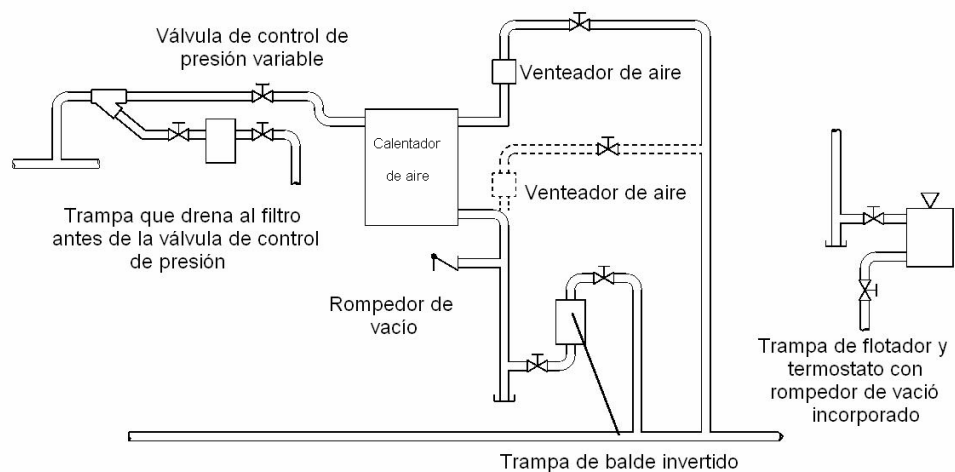 Válvula de control de
presión variable
Venteador de aire
Calentador
de aire
Venteador de aire
Trampa que drena al filtro
antes de la válvula de control
de presión
Rompedor de
vacío
Trampa de flotador y
termostato con
rompedor de vació
incorporado
Trampa de balde invertido